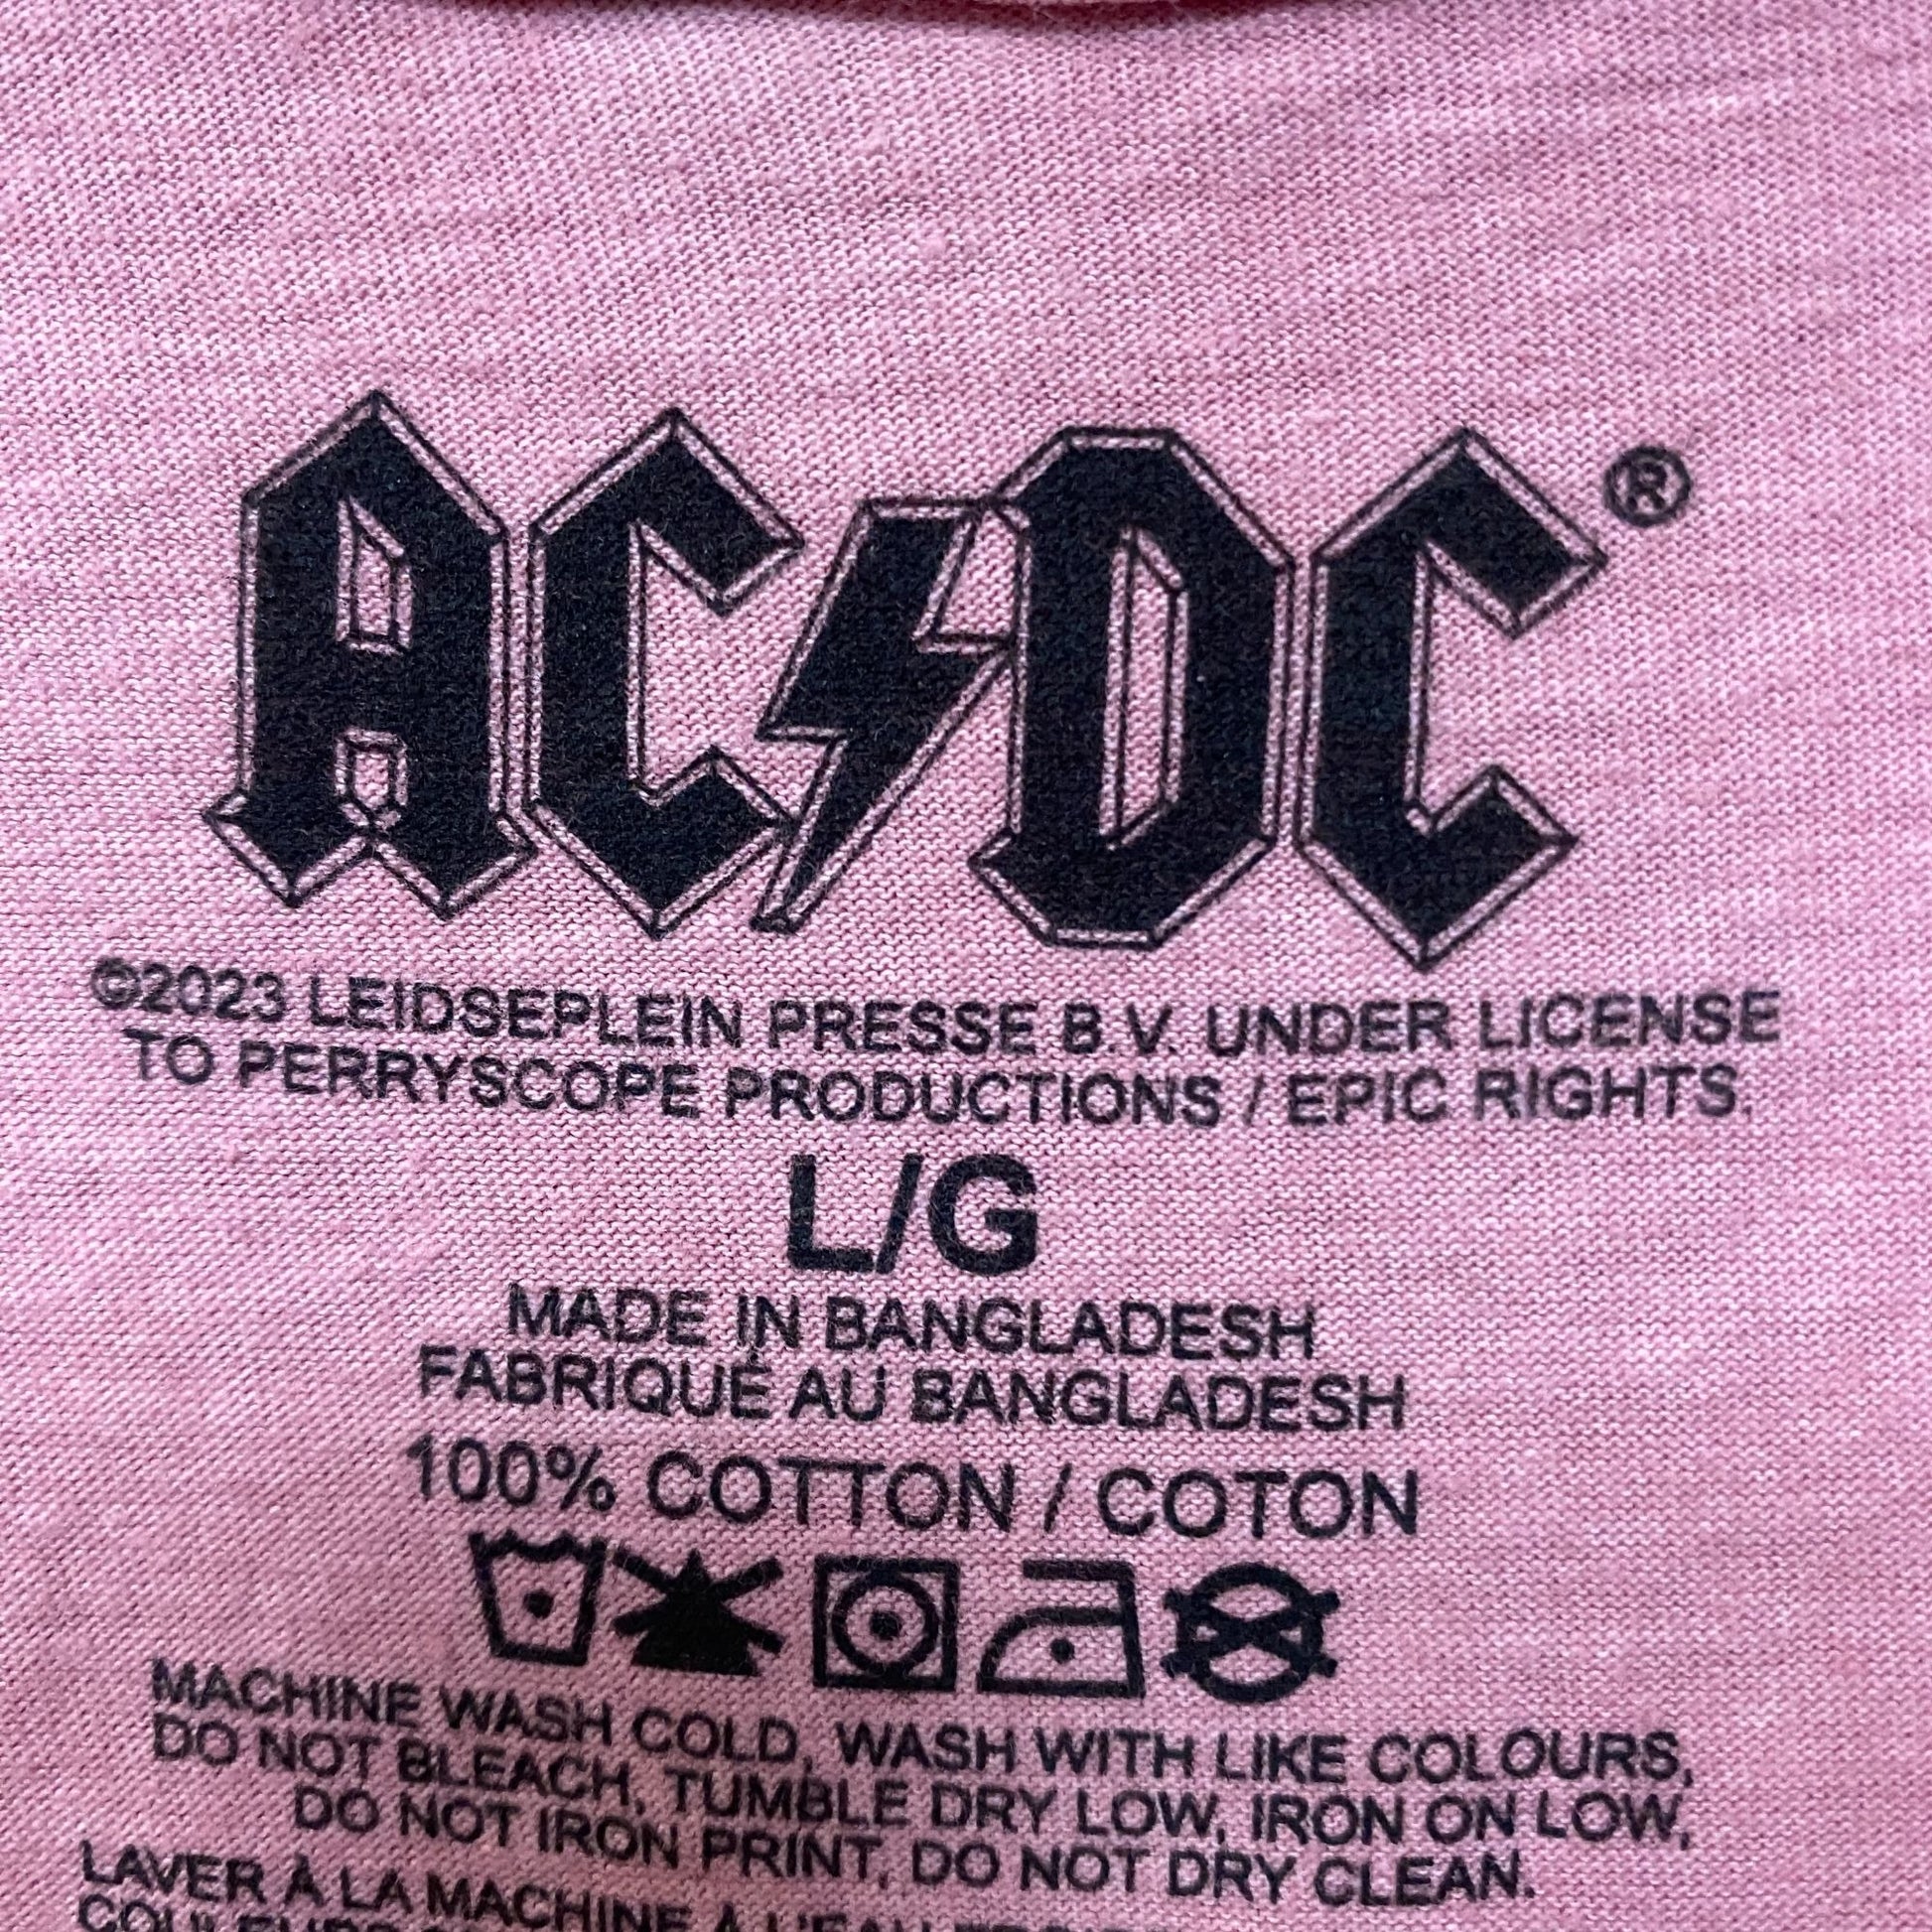 AC/DC®
©2023 LEIDSEPLEIN PRESSE B.V. UNDER LICENSE
TO PERRYSCOPE PRODUCTIONS / EPIC RIGHTS.
L/G
MADE IN BANGLADESH
FABRIQUÉ AU BANGLADESH
100% COTTON / COTON
MACHINE WASH COLD, WASH WITH LIKE COLOURS,
DO NOT BLEACH, TUMBLE DRY LOW, IRON ON LOW,
DO NOT IRON PRINT, DO NOT DRY CLEAN.
LAVER À LA MACHINE À L'EAU